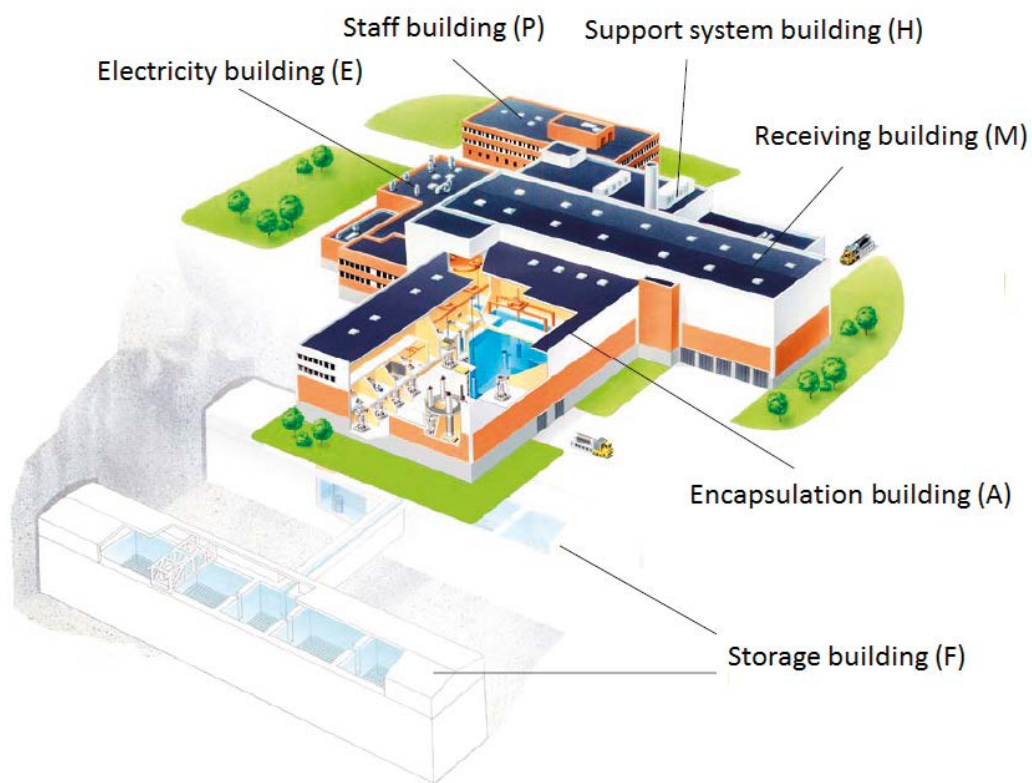 Staff building (P)
Support system building (H)
Electricity building (E)
Receiving building (M)
Encapsulation building (A)
Storage building (F)